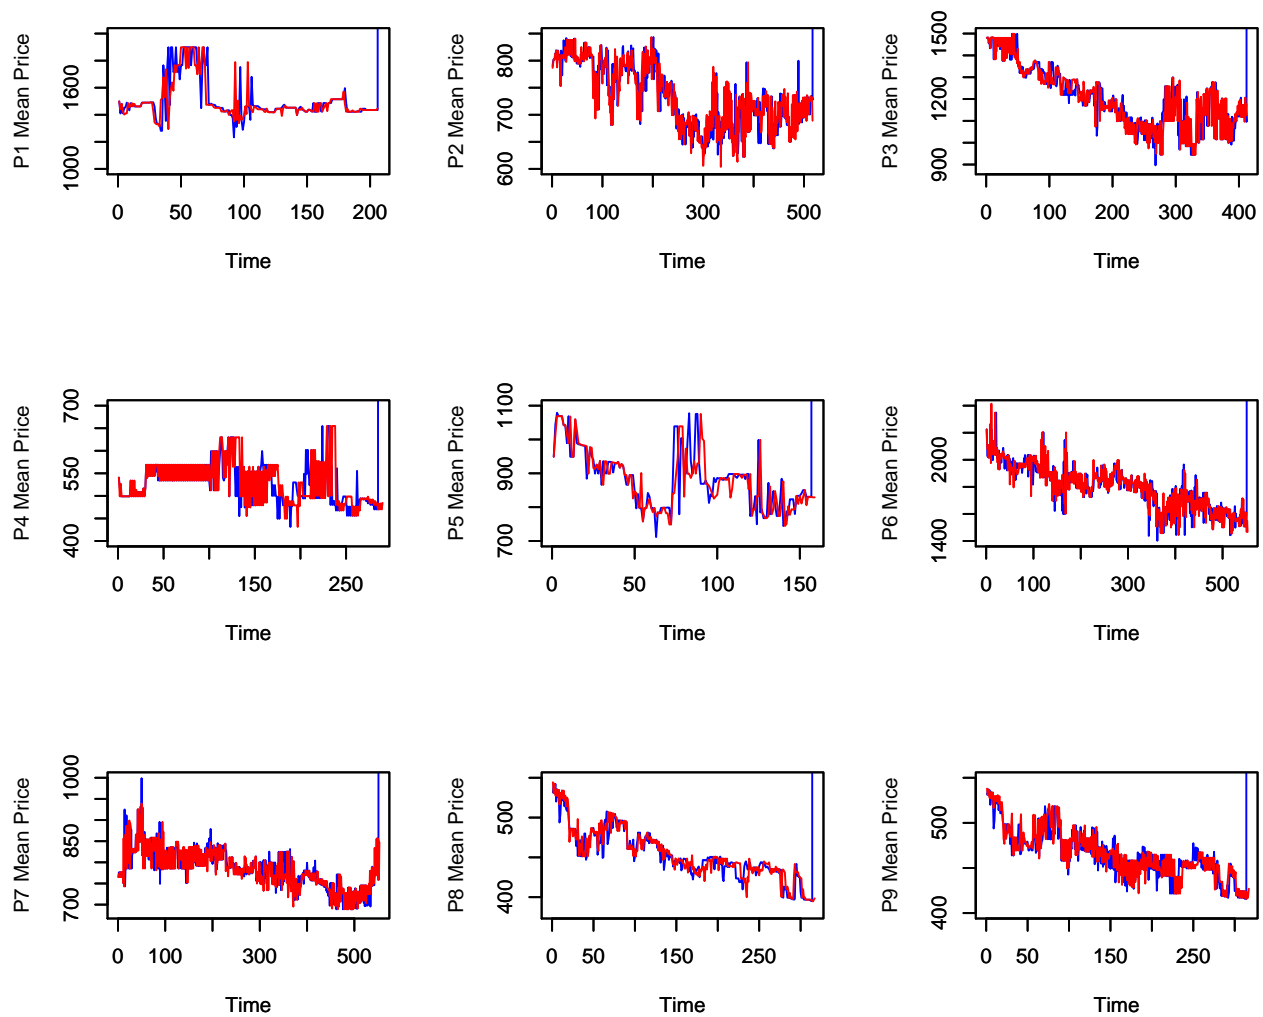 P1 Mean Price
1000 1600
0 50 100 150 200
Time
P2 Mean Price
600 700 800
0 100 300 500
Time
P3 Mean Price
900 1200 1500
0 100 200 300 400
Time
P4 Mean Price
400 550 700
0 50 150 250
Time
P5 Mean Price
700 900 1100
0 50 100 150
Time
P6 Mean Price
1400 2000
0 100 300 500
Time
P7 Mean Price
700 850 1000
0 100 300 500
Time
P8 Mean Price
400 500
0 50 150 250
Time
P9 Mean Price
400 500
0 50 150 250
Time